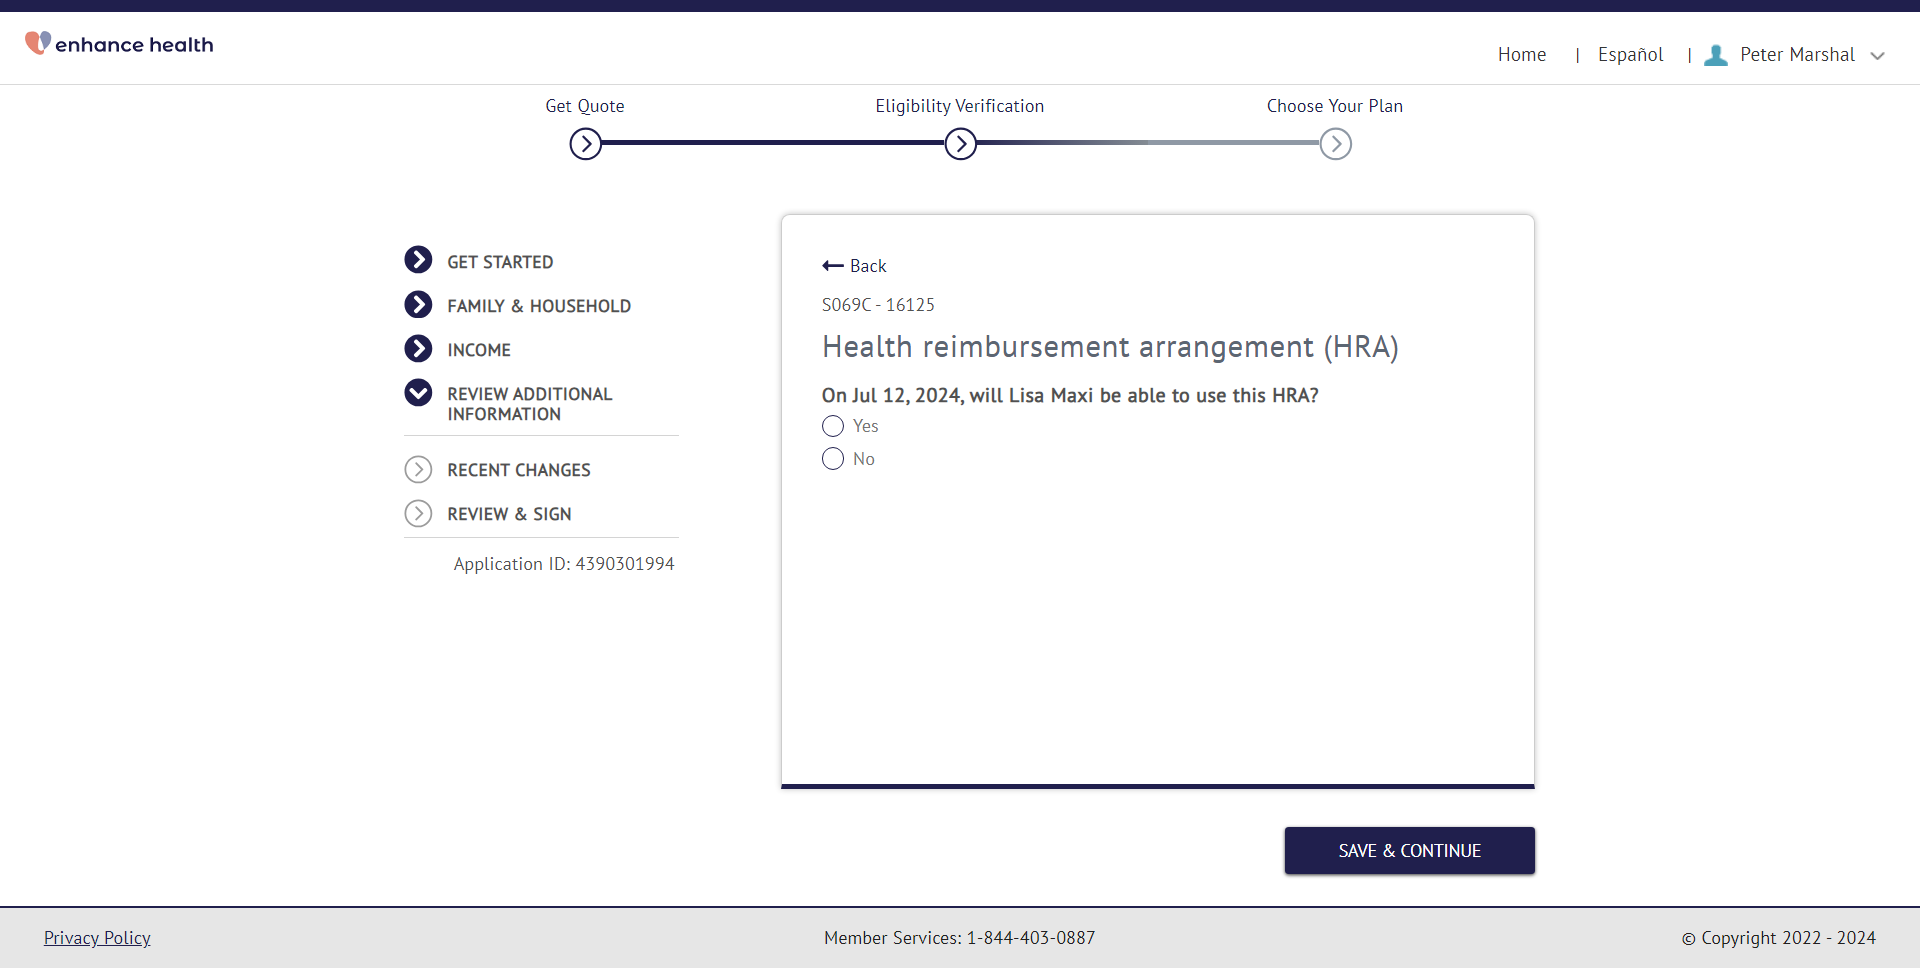 enhance health
Home | Español | Peter Marshal
Get Quote
Eligibility Verification
Choose Your Plan
GET STARTED
FAMILY & HOUSEHOLD
INCOME
REVIEW ADDITIONAL
INFORMATION
RECENT CHANGES
REVIEW & SIGN
Application ID: 4390301994
Back
S069C - 16125
Health reimbursement arrangement (HRA)
On Jul 12, 2024, will Lisa Maxi be able to use this HRA?
Yes
No
SAVE & CONTINUE
Privacy Policy
Member Services: 1-844-403-0887
© Copyright 2022 - 2024